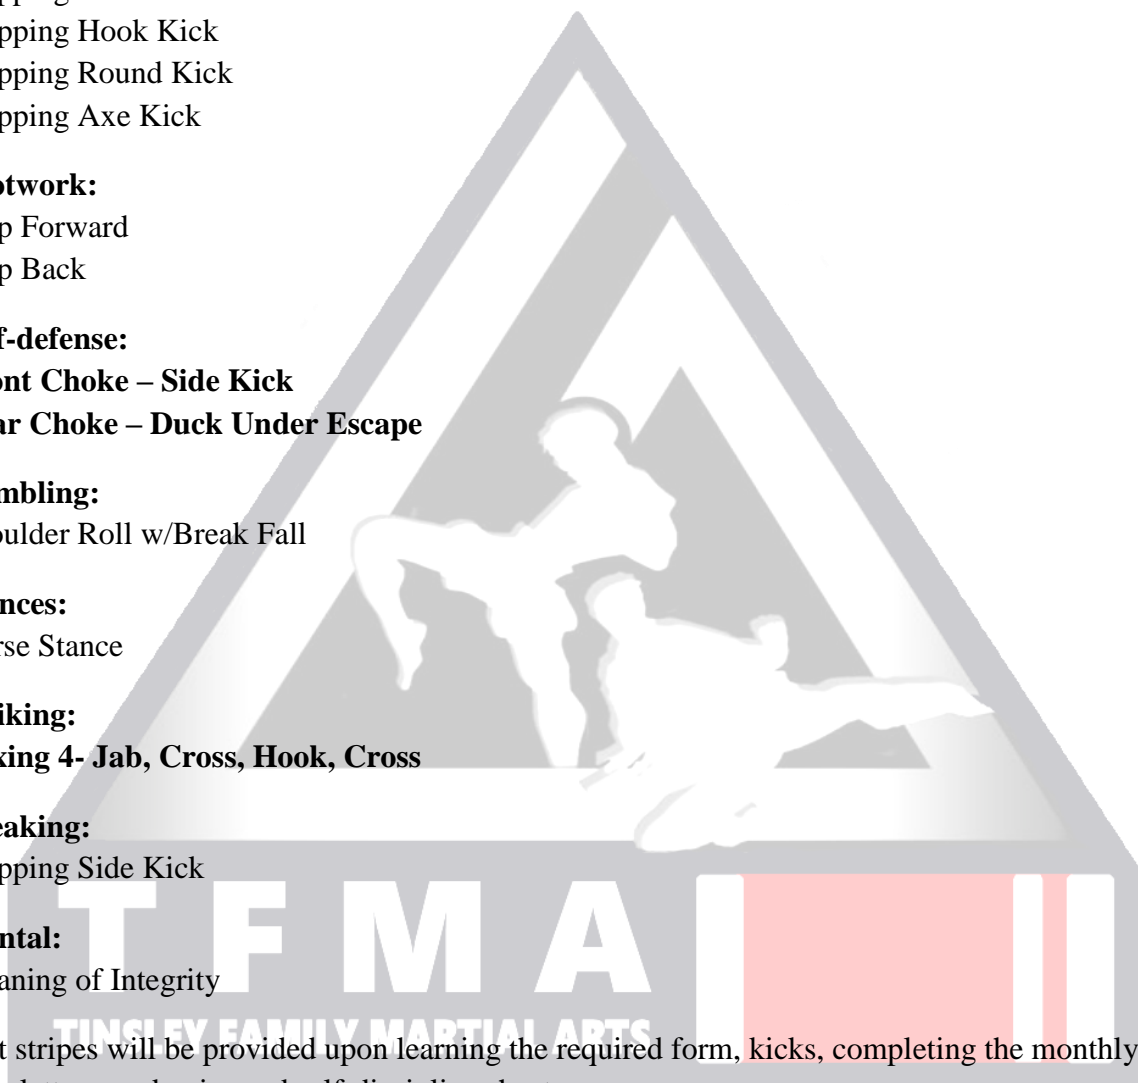 pping Hook Kick
pping Round Kick
pping Axe Kick
otwork:
p Forward
p Back
f-defense:
ont Choke – Side Kick
ar Choke – Duck Under Escape
mbling:
oulder Roll w/Break Fall
nces:
rse Stance
iking:
xing 4- Jab, Cross, Hook, Cross
eaking:
pping Side Kick
ntal:
aning of Integrity
T F M A
TINSLEY FAMILY MARTIAL ARTS
t stripes will be provided upon learning the required form, kicks, completing the monthly